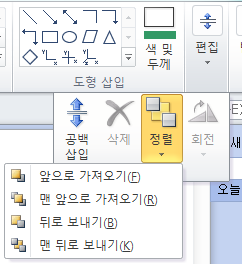 색 및
두께
편집
도형 삽입
공백
삽입
삭제
정렬
회전
새
오늘
앞으로 가져오기(F)
맨 앞으로 가져오기(R)
뒤로 보내기(B)
맨 뒤로 보내기(K)